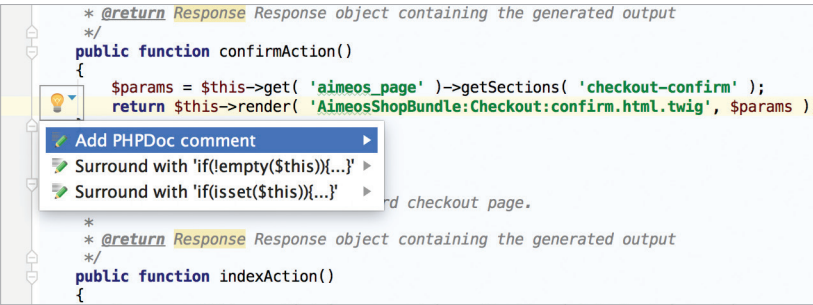 * @return Response Response object containing the generated output
*/
public function confirmAction()
{
$params = $this->get( 'aimeos_page' )->getSections( 'checkout-confirm' );
return $this->render( 'AimeosShopBundle:Checkout:confirm.html.twig', $params )
Add PHPDoc comment
Surround with 'if(!empty($this)){...}'
Surround with 'if(isset($this)){...}'
rd checkout page.
*
* @return Response Response object containing the generated output
*/
public function indexAction()
{